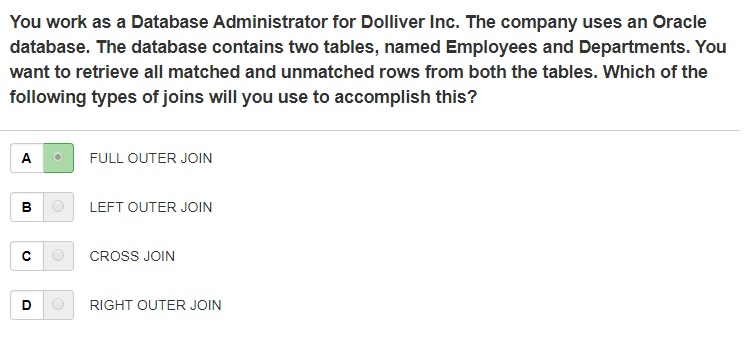 You work as a Database Administrator for Dolliver Inc. The company uses an Oracle
database. The database contains two tables, named Employees and Departments. You
want to retrieve all matched and unmatched rows from both the tables. Which of the
following types of joins will you use to accomplish this?
A FULL OUTER JOIN
B LEFT OUTER JOIN
C CROSS JOIN
D RIGHT OUTER JOIN